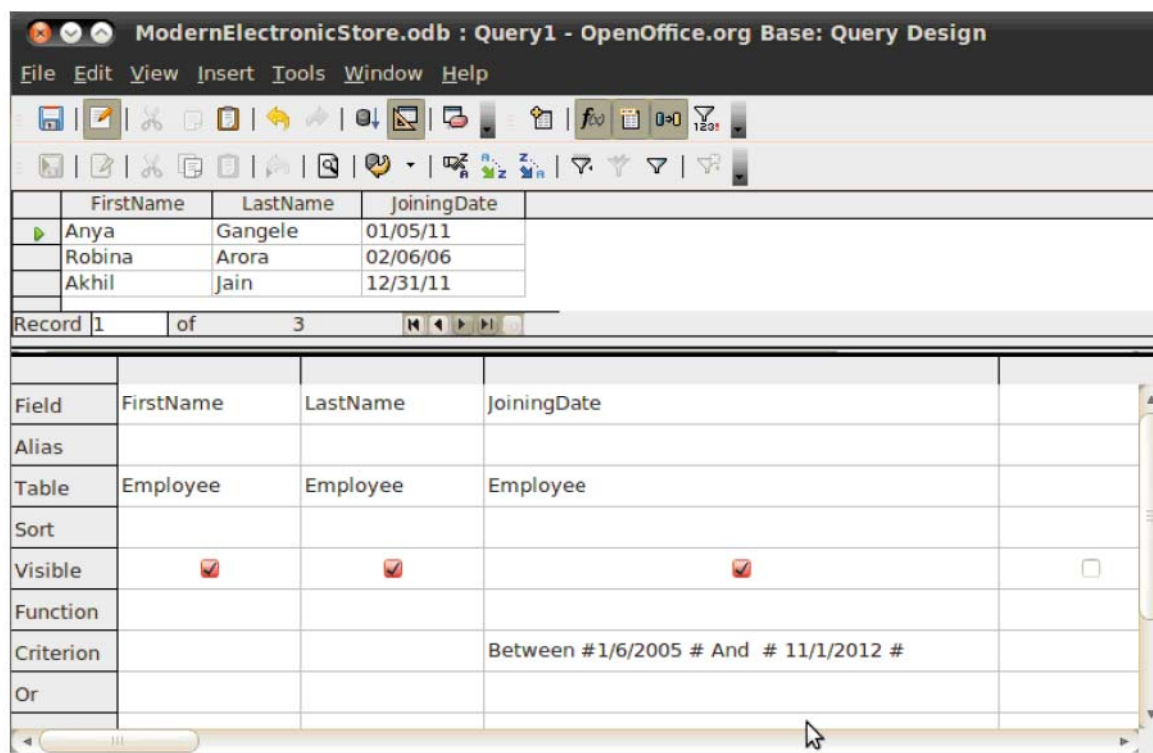 ModernElectronicStore.odb : Query1 - OpenOffice.org Base: Query Design
File Edit View Insert Tools Window Help
FirstName LastName JoiningDate
Anya Gangele 01/05/11
Robina Arora 02/06/06
Akhil Jain 12/31/11
Record 1 of 3
Field FirstName LastName JoiningDate
Alias
Table Employee Employee Employee
Sort
Visible
Function
Criterion Between #1/6/2005 # And # 11/1/2012 #
Or